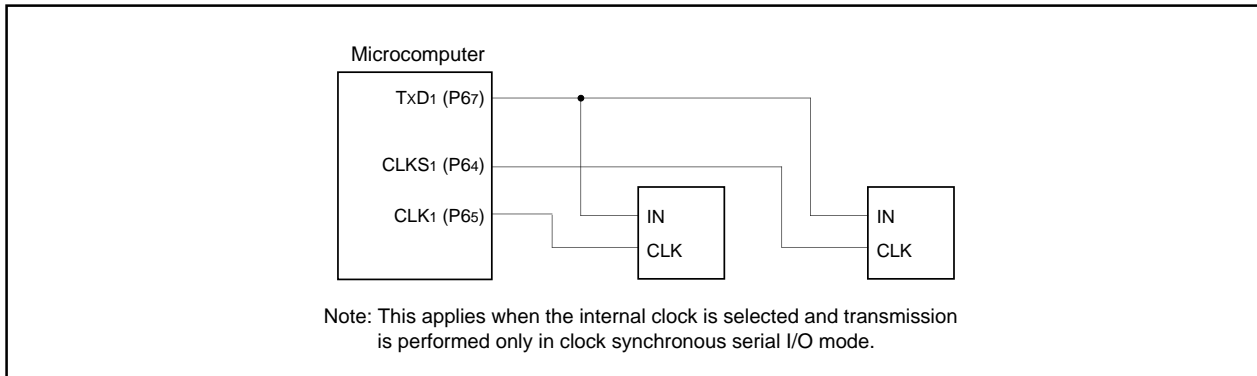 Microcomputer
TxD1 (P67)
CLKS1 (P64)
CLK1 (P65)
IN
CLK
IN
CLK
Note: This applies when the internal clock is selected and transmission
is performed only in clock synchronous serial I/O mode.